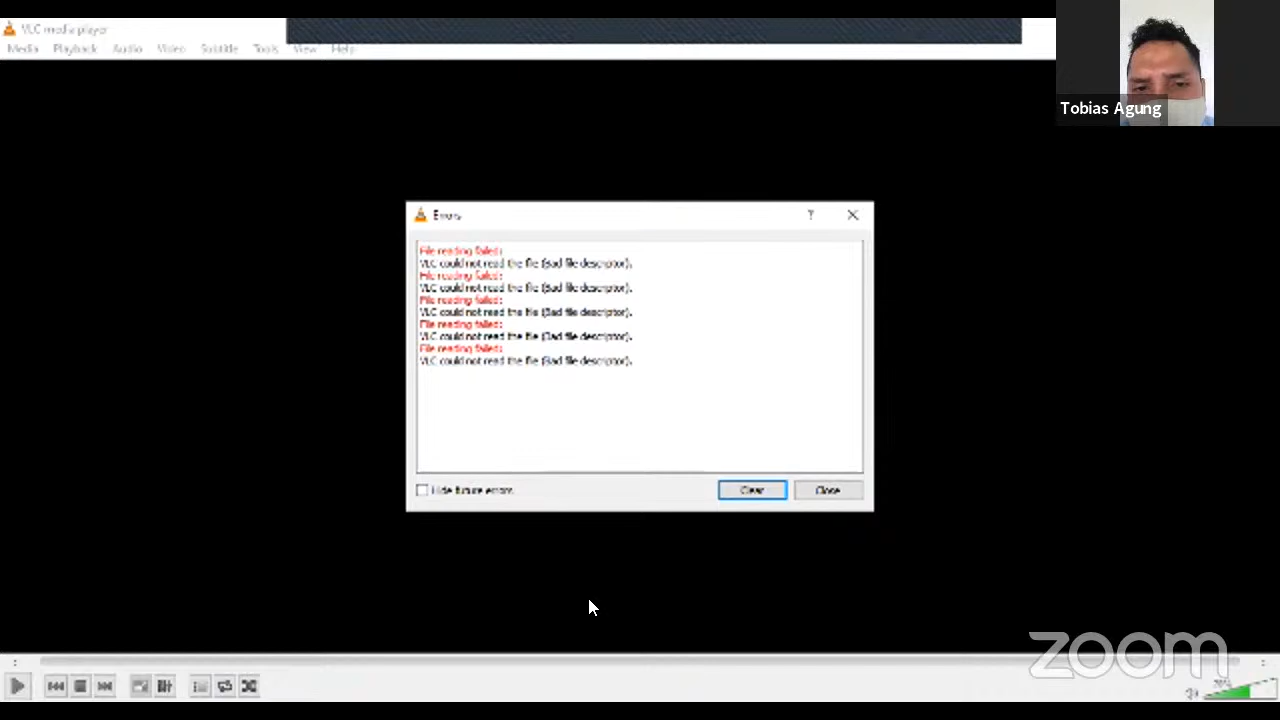 VLC media player
Media Playback Audio Video Subtitle Tools View Help
Tobias Agung
Errors
File reading failed:
VLC could not read the file (Bad file descriptor).
File reading failed:
VLC could not read the file (Bad file descriptor).
File reading failed:
VLC could not read the file (Bad file descriptor).
File reading failed:
VLC could not read the file (Bad file descriptor).
File reading failed:
VLC could not read the file (Bad file descriptor).
Hide future errors
Clear
Close
zoom